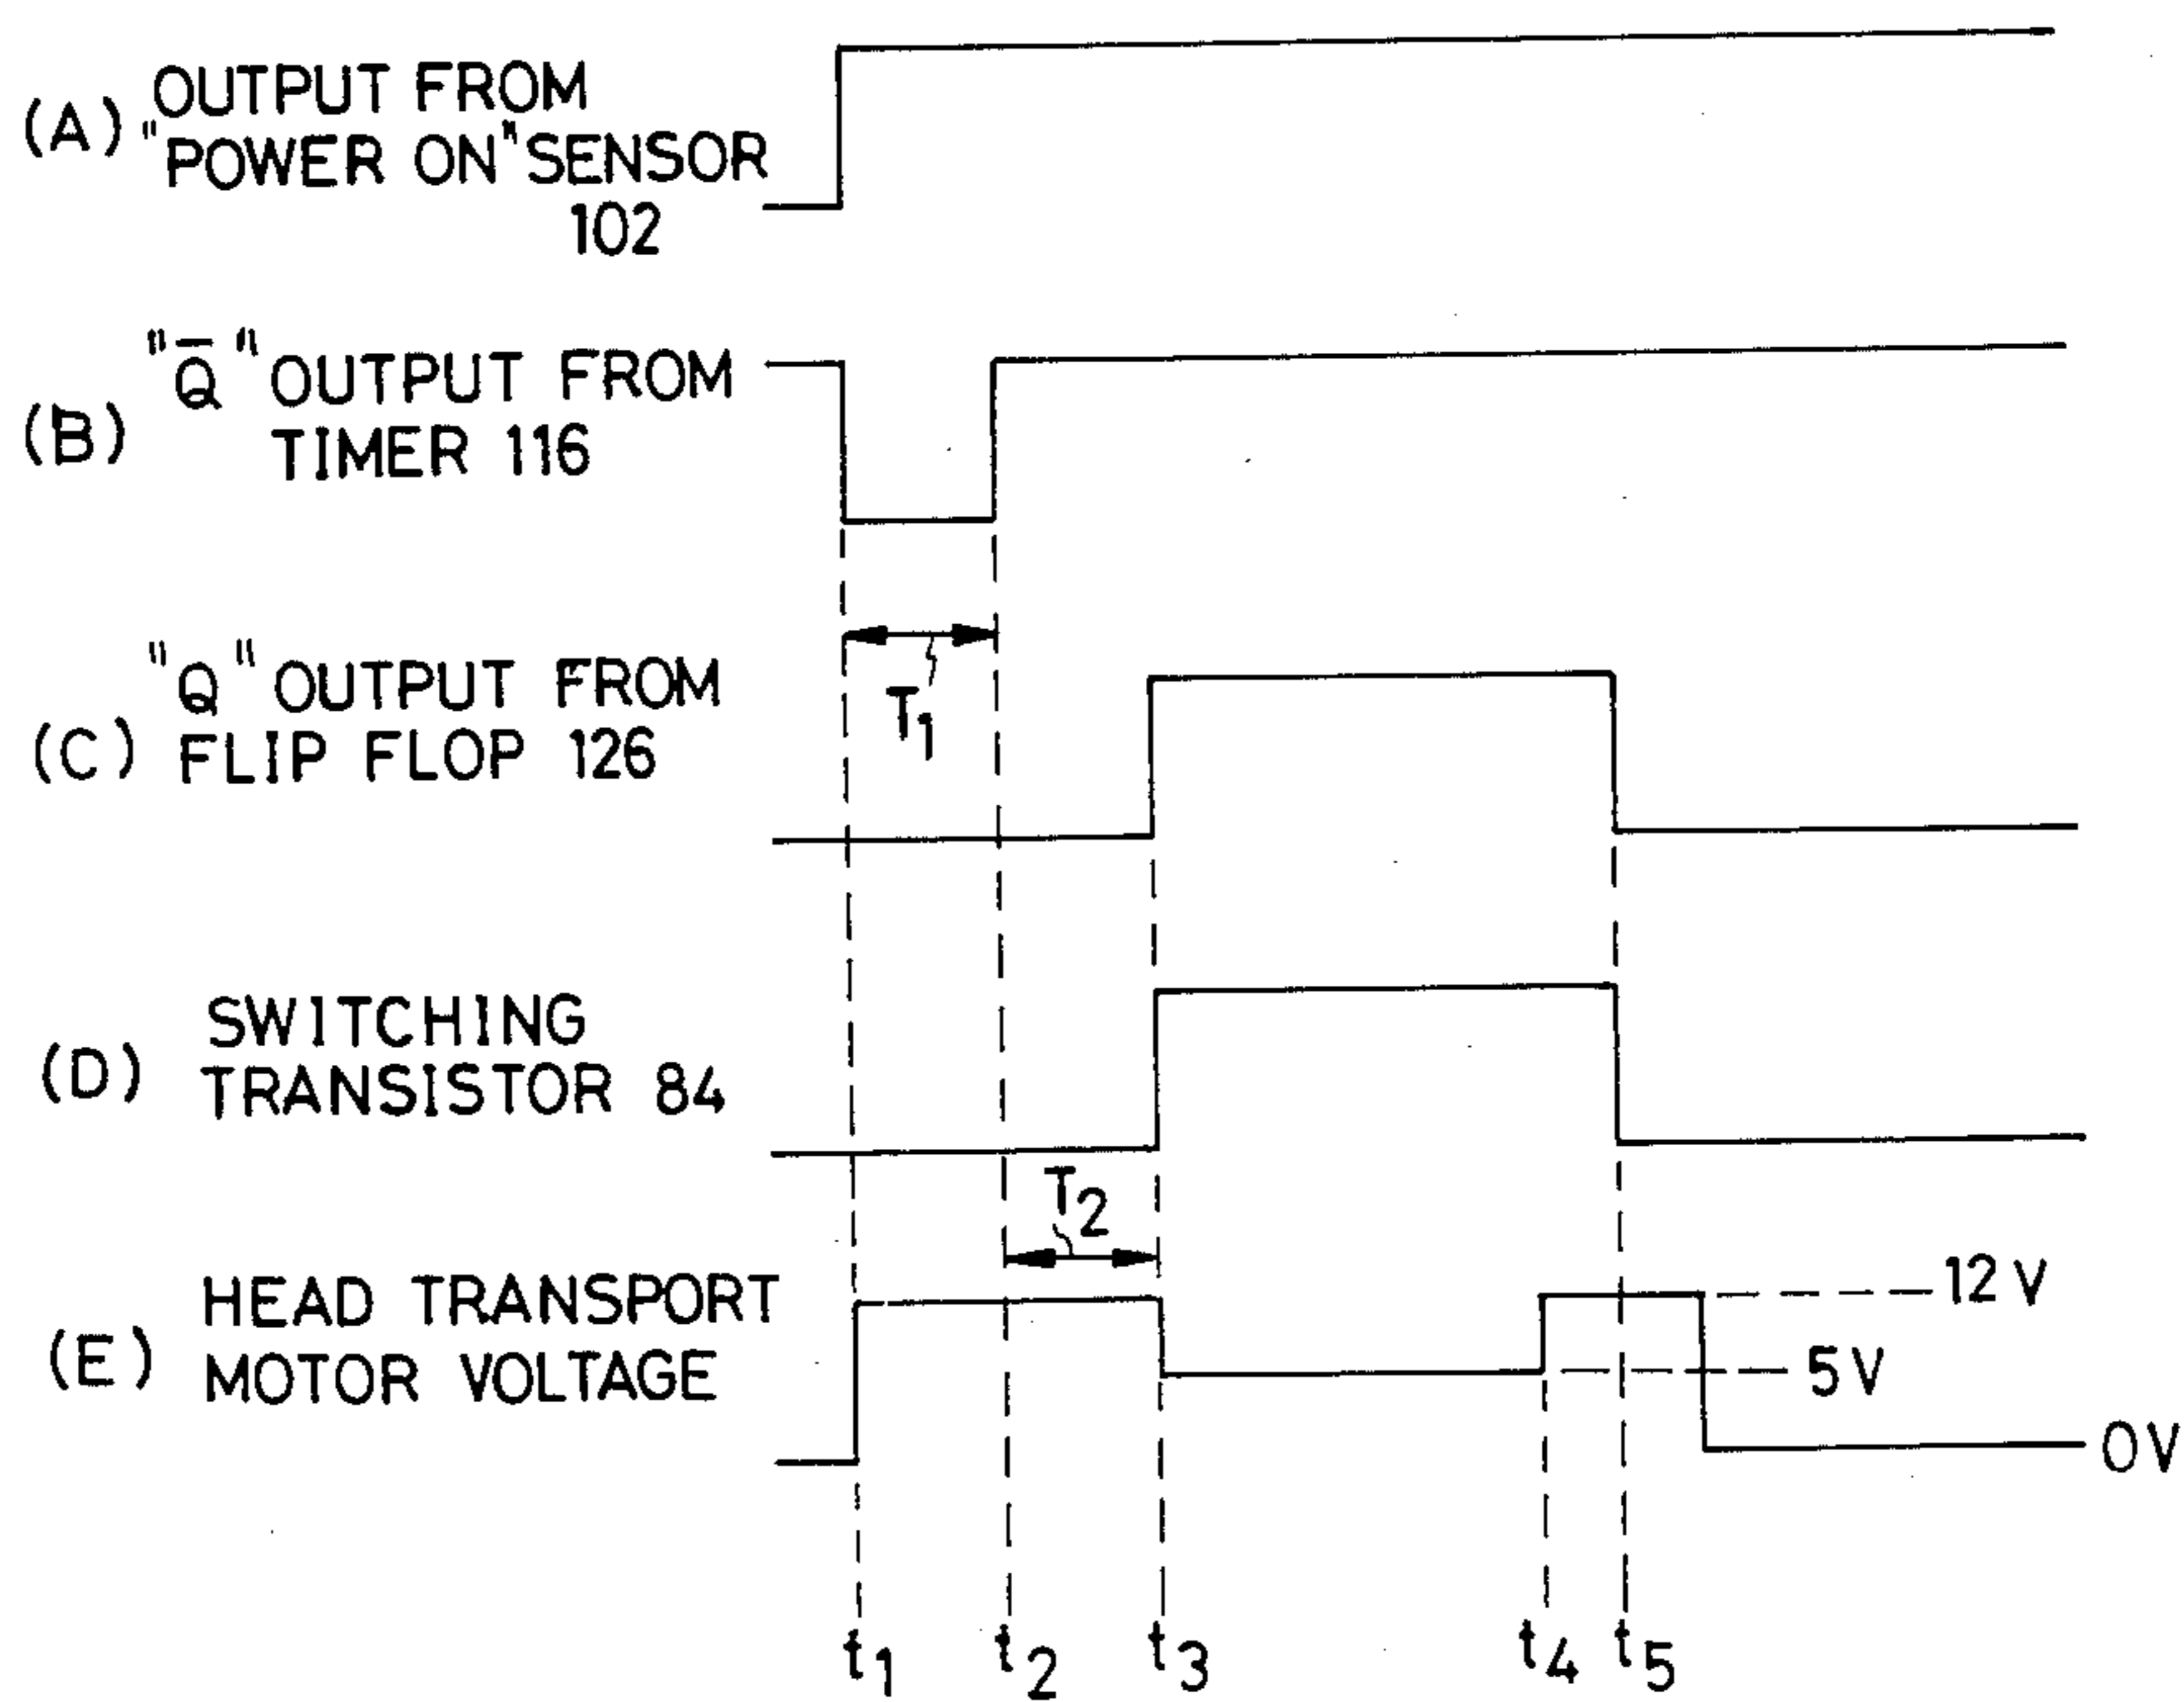 (A) OUTPUT FROM
"POWER ON" SENSOR
102
(B) "Q̅" OUTPUT FROM
TIMER 116
T1
(C) "Q" OUTPUT FROM
FLIP FLOP 126
(D) SWITCHING
TRANSISTOR 84
T2
(E) HEAD TRANSPORT
MOTOR VOLTAGE
12 V
5 V
0 V
t1 t2 t3 t4 t5